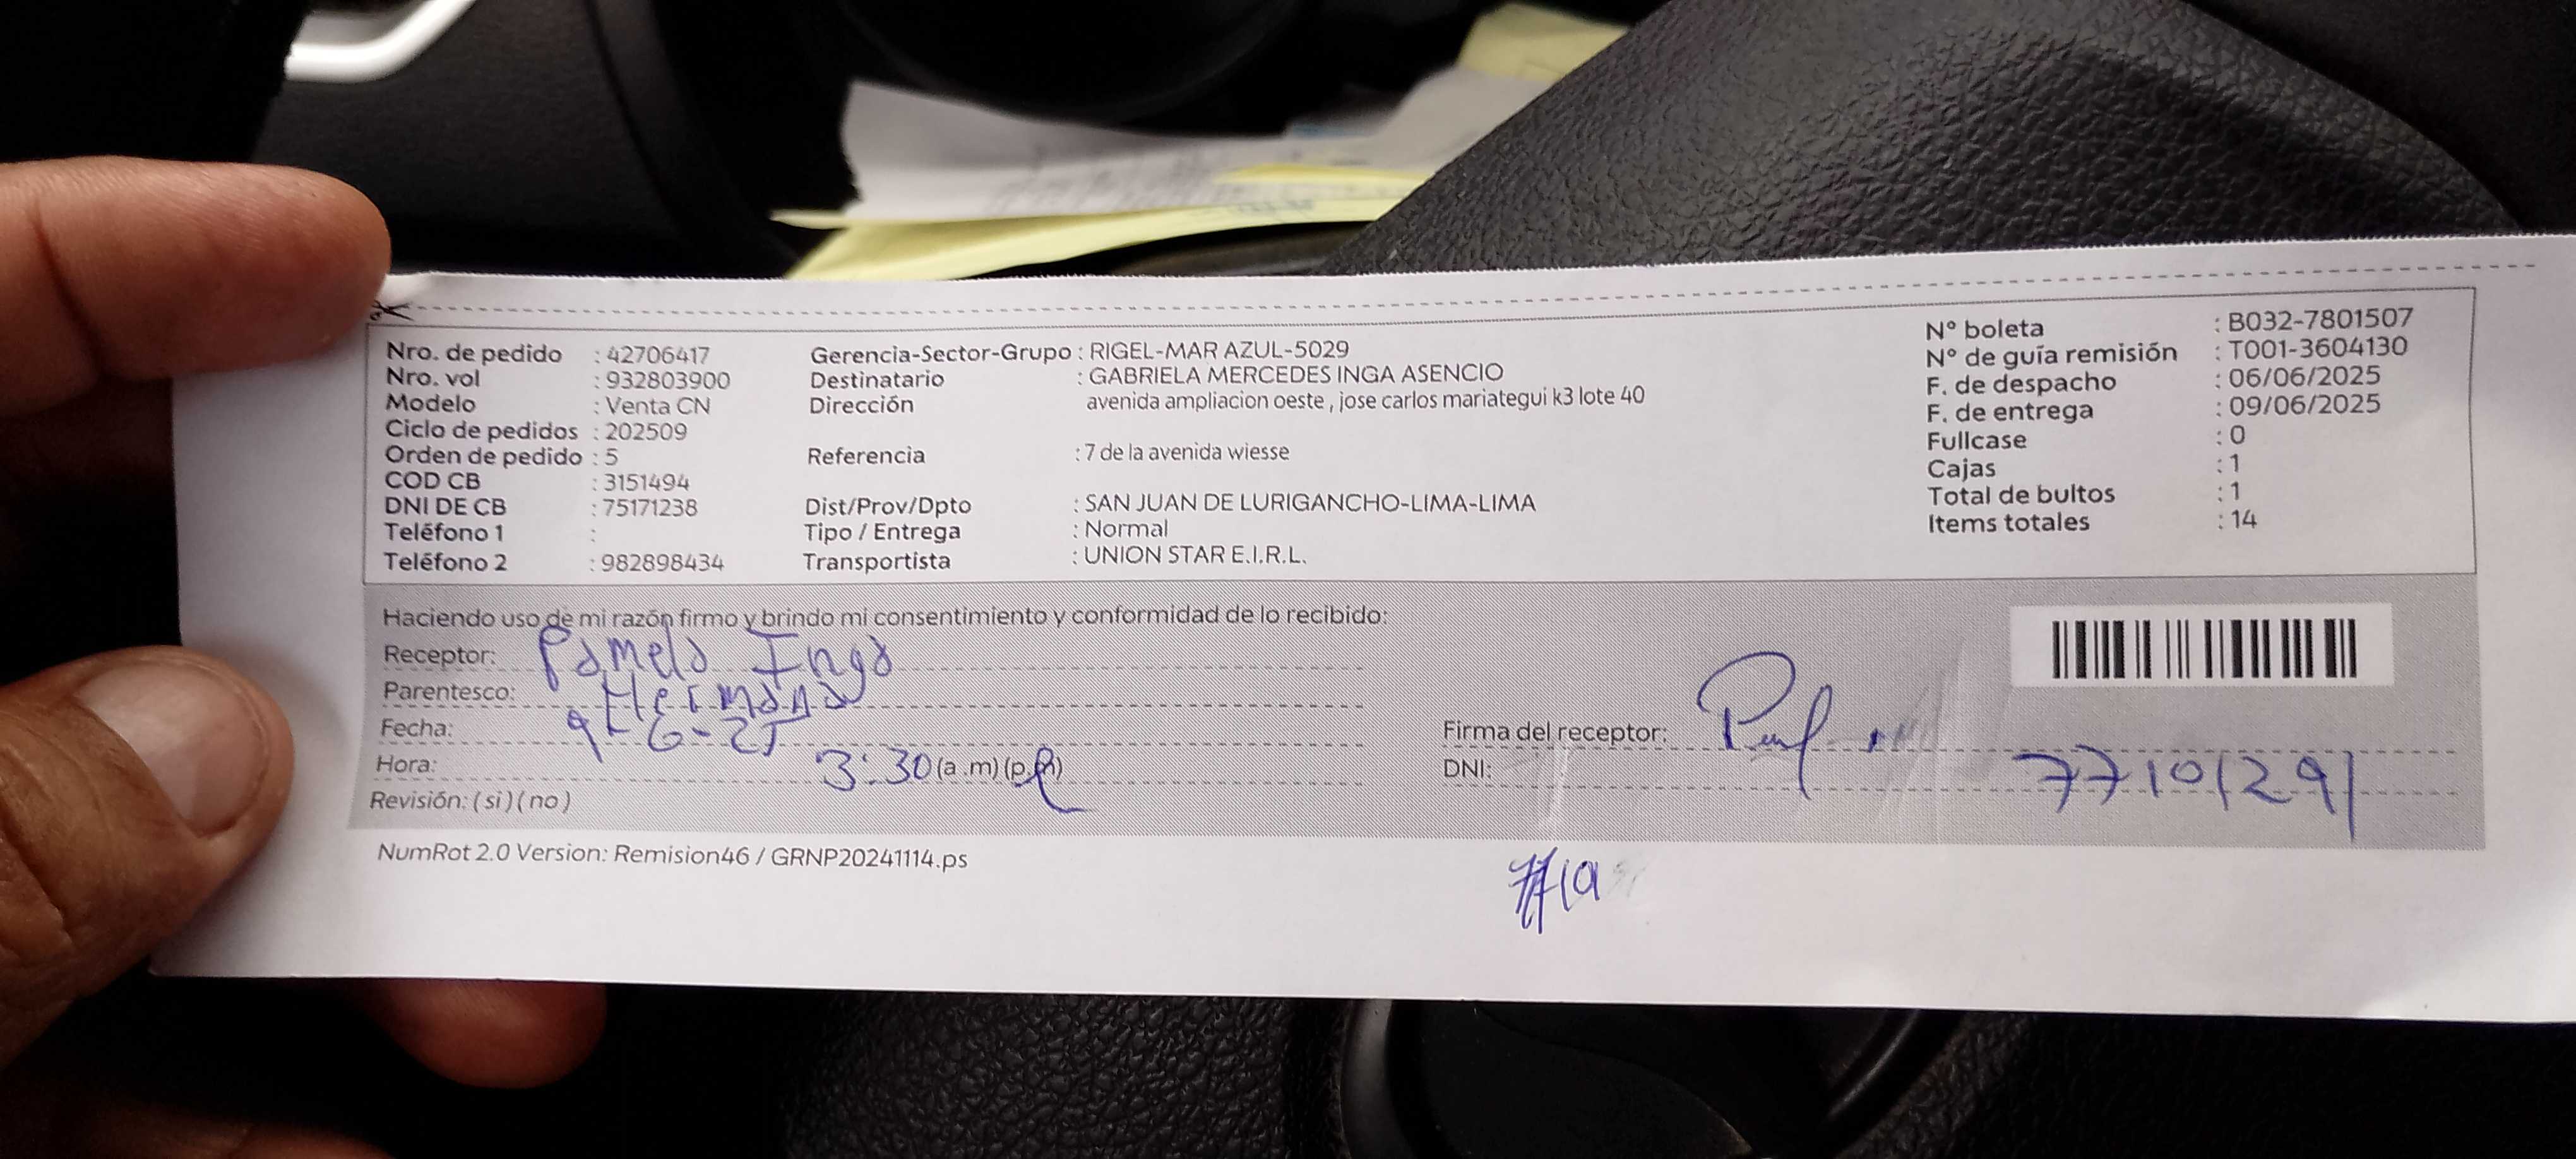 Nro. de pedido : 42706417
Nro. vol : 932803900
Modelo : Venta CN
Ciclo de pedidos : 202509
Orden de pedido : 5
COD CB : 3151494
DNI DE CB : 75171238
Teléfono 1 :
Teléfono 2 : 982898434
Gerencia-Sector-Grupo : RIGEL-MAR AZUL-5029
Destinatario : GABRIELA MERCEDES INGA ASENCIO
Dirección avenida ampliacion oeste , jose carlos mariategui k3 lote 40
Referencia : 7 de la avenida wiesse
Dist/Prov/Dpto : SAN JUAN DE LURIGANCHO-LIMA-LIMA
Tipo / Entrega : Normal
Transportista : UNION STAR E.I.R.L.
N° boleta : B032-7801507
N° de guía remisión : T001-3604130
F. de despacho : 06/06/2025
F. de entrega : 09/06/2025
Fullcase : 0
Cajas : 1
Total de bultos : 1
Items totales : 14
Haciendo uso de mi razón firmo y brindo mi consentimiento y conformidad de lo recibido:
Receptor: Pamela Inga
Parentesco: Hermana
Fecha: 9-6-25
Hora: 3:30 (a.m) (p.m)
Revisión: ( si ) ( no )
Firma del receptor:
DNI: 77101291
NumRot 2.0 Version: Remision46 / GRNP20241114.ps